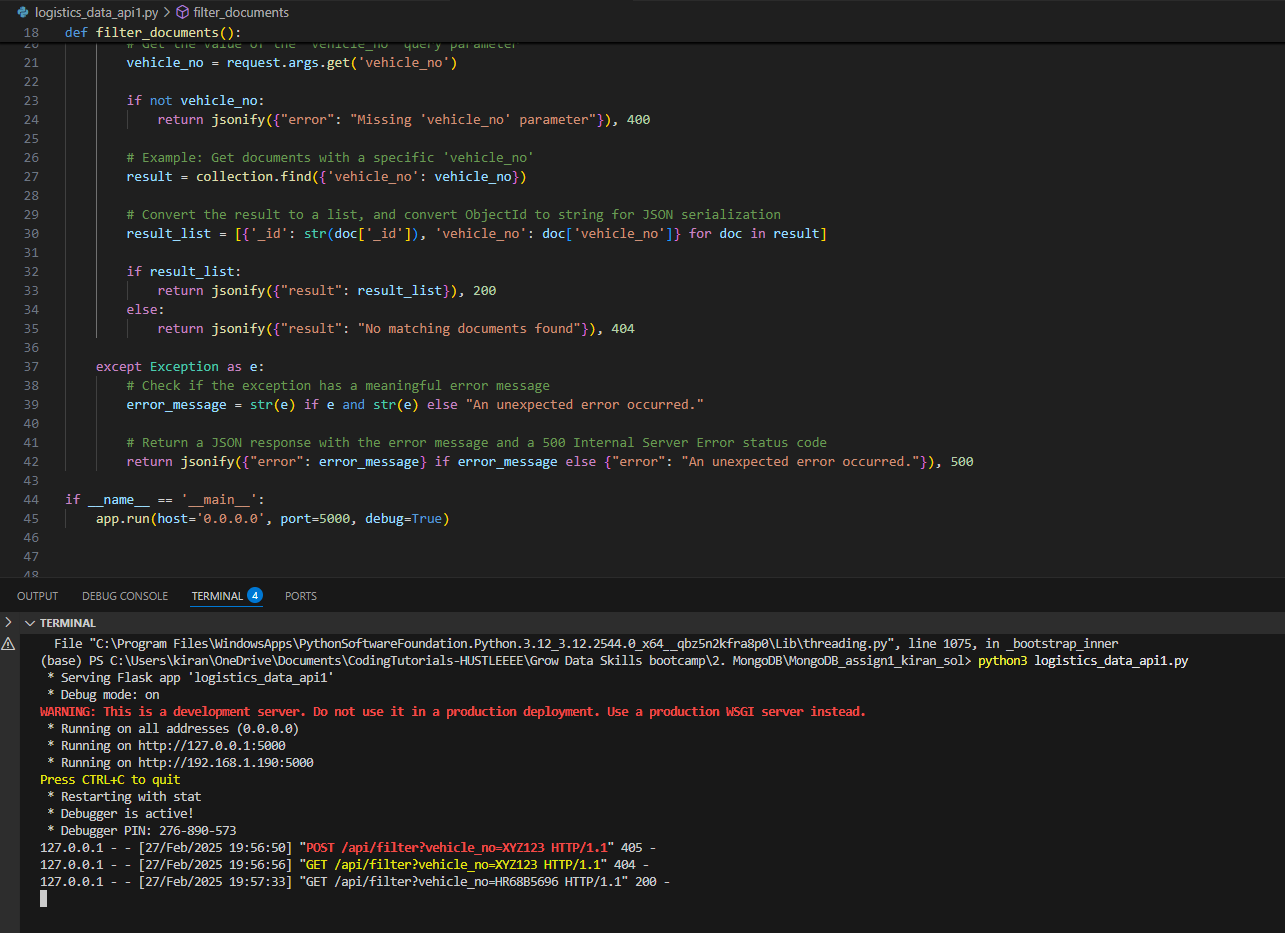 logistics_data_api1.py > filter_documents
18 def filter_documents():
20 # Get the value of the 'vehicle_no' query parameter
21 vehicle_no = request.args.get('vehicle_no')
22
23 if not vehicle_no:
24 return jsonify({"error": "Missing 'vehicle_no' parameter"}), 400
25
26 # Example: Get documents with a specific 'vehicle_no'
27 result = collection.find({'vehicle_no': vehicle_no})
28
29 # Convert the result to a list, and convert ObjectId to string for JSON serialization
30 result_list = [{'_id': str(doc['_id']), 'vehicle_no': doc['vehicle_no']} for doc in result]
31
32 if result_list:
33 return jsonify({"result": result_list}), 200
34 else:
35 return jsonify({"result": "No matching documents found"}), 404
36
37 except Exception as e:
38 # Check if the exception has a meaningful error message
39 error_message = str(e) if e and str(e) else "An unexpected error occurred."
40
41 # Return a JSON response with the error message and a 500 Internal Server Error status code
42 return jsonify({"error": error_message} if error_message else {"error": "An unexpected error occurred."}), 500
43
44 if __name__ == '__main__':
45 app.run(host='0.0.0.0', port=5000, debug=True)
46
47
48
OUTPUT DEBUG CONSOLE TERMINAL 4 PORTS
TERMINAL
File "C:\Program Files\WindowsApps\PythonSoftwareFoundation.Python.3.12_3.12.2544.0_x64__qbz5n2kfra8p0\Lib\threading.py", line 1075, in _bootstrap_inner
(base) PS C:\Users\kiran\OneDrive\Documents\CodingTutorials-HUSTLEEEE\Grow Data Skills bootcamp\2. MongoDB\MongoDB_assign1_kiran_sol> python3 logistics_data_api1.py
* Serving Flask app 'logistics_data_api1'
* Debug mode: on
WARNING: This is a development server. Do not use it in a production deployment. Use a production WSGI server instead.
* Running on all addresses (0.0.0.0)
* Running on http://127.0.0.1:5000
* Running on http://192.168.1.190:5000
Press CTRL+C to quit
* Restarting with stat
* Debugger is active!
* Debugger PIN: 276-890-573
127.0.0.1 - - [27/Feb/2025 19:56:50] "POST /api/filter?vehicle_no=XYZ123 HTTP/1.1" 405 -
127.0.0.1 - - [27/Feb/2025 19:56:56] "GET /api/filter?vehicle_no=XYZ123 HTTP/1.1" 404 -
127.0.0.1 - - [27/Feb/2025 19:57:33] "GET /api/filter?vehicle_no=HR68B5696 HTTP/1.1" 200 -